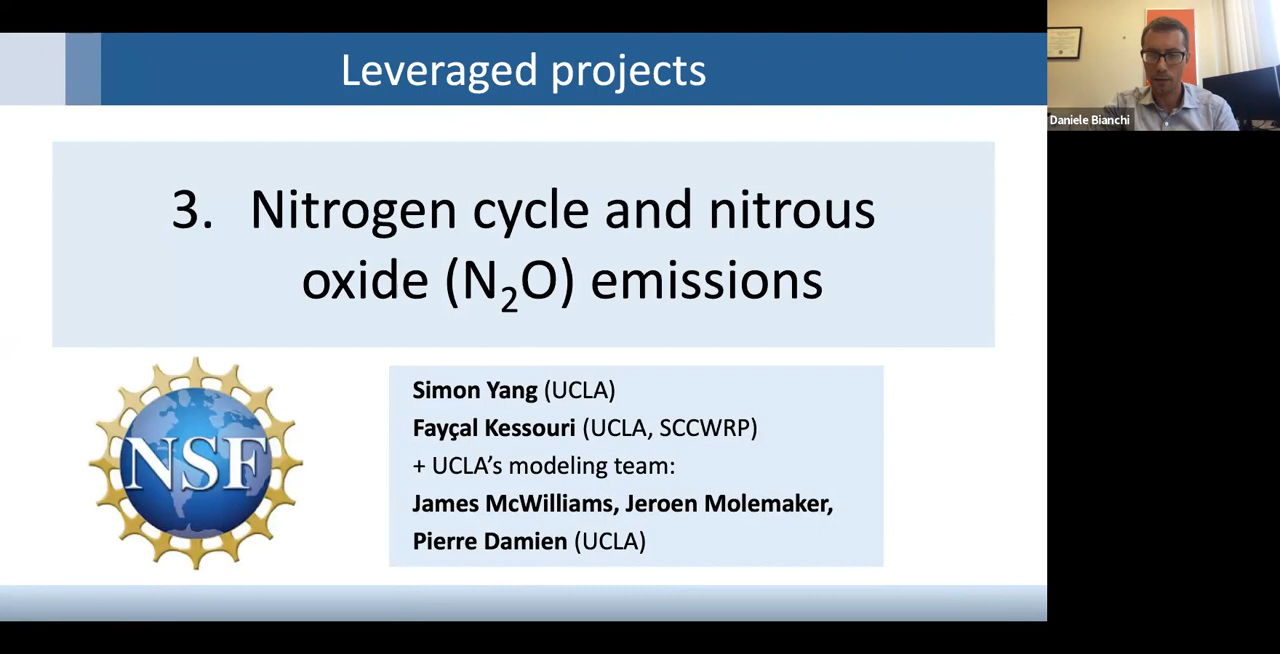 Leveraged projects
3. Nitrogen cycle and nitrous
oxide (N₂O) emissions
NSF
Simon Yang (UCLA)
Fayçal Kessouri (UCLA, SCCWRP)
+ UCLA’s modeling team:
James McWilliams, Jeroen Molemaker,
Pierre Damien (UCLA)
Daniele Bianchi